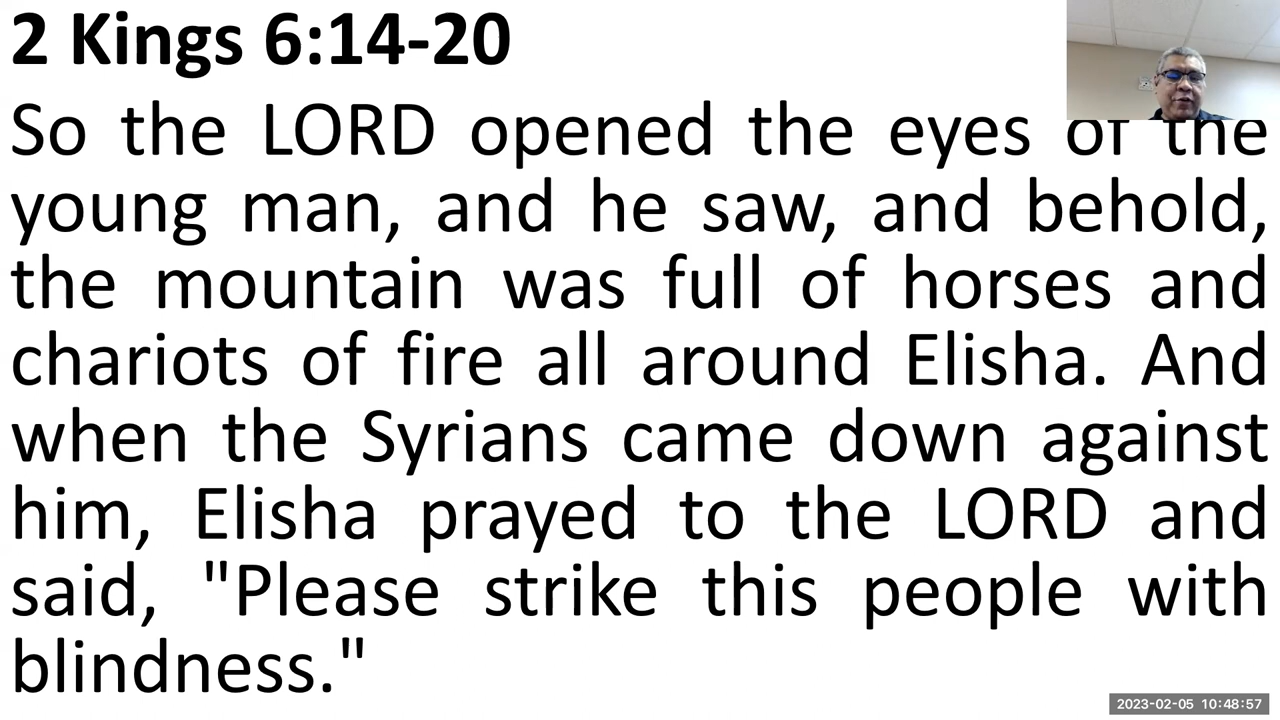 2 Kings 6:14-20
So the LORD opened the eyes of the
young man, and he saw, and behold,
the mountain was full of horses and
chariots of fire all around Elisha. And
when the Syrians came down against
him, Elisha prayed to the LORD and
said, "Please strike this people with
blindness."
2023-02-05 10:48:57